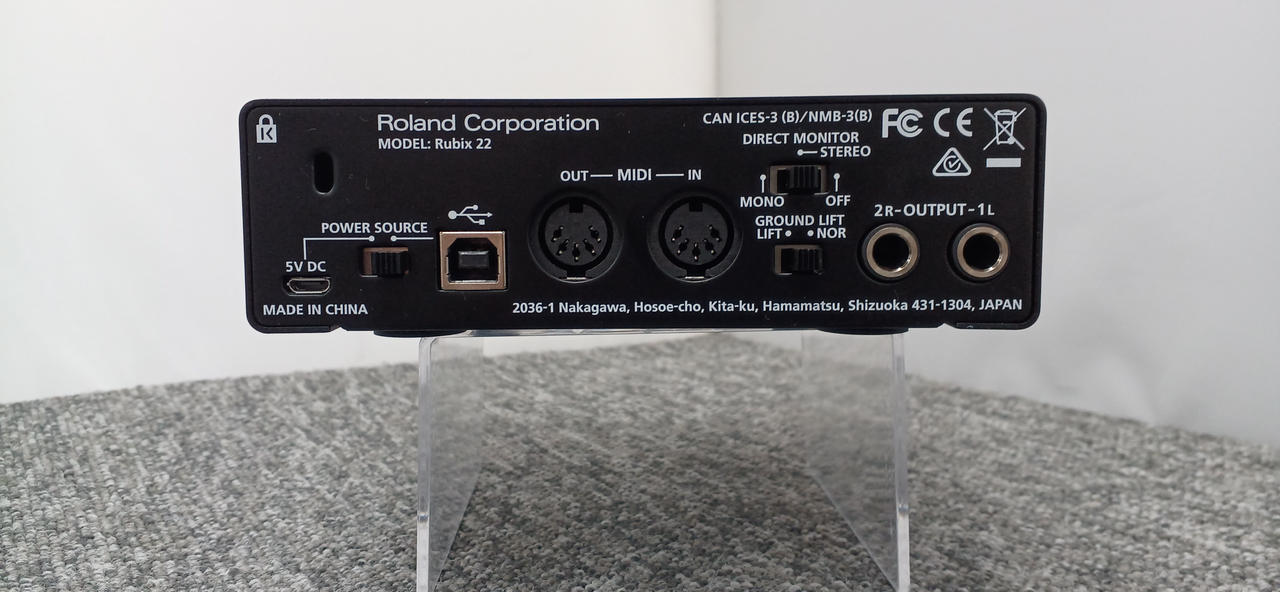 Roland Corporation
MODEL: Rubix 22
CAN ICES-3 (B)/NMB-3(B)
FC CE
DIRECT MONITOR
STEREO
MONO
OFF
OUT MIDI IN
GROUND LIFT
LIFT NOR
2R-OUTPUT-1L
POWER SOURCE
5V DC
MADE IN CHINA
2036-1 Nakagawa, Hosoe-cho, Kita-ku, Hamamatsu, Shizuoka 431-1304, JAPAN